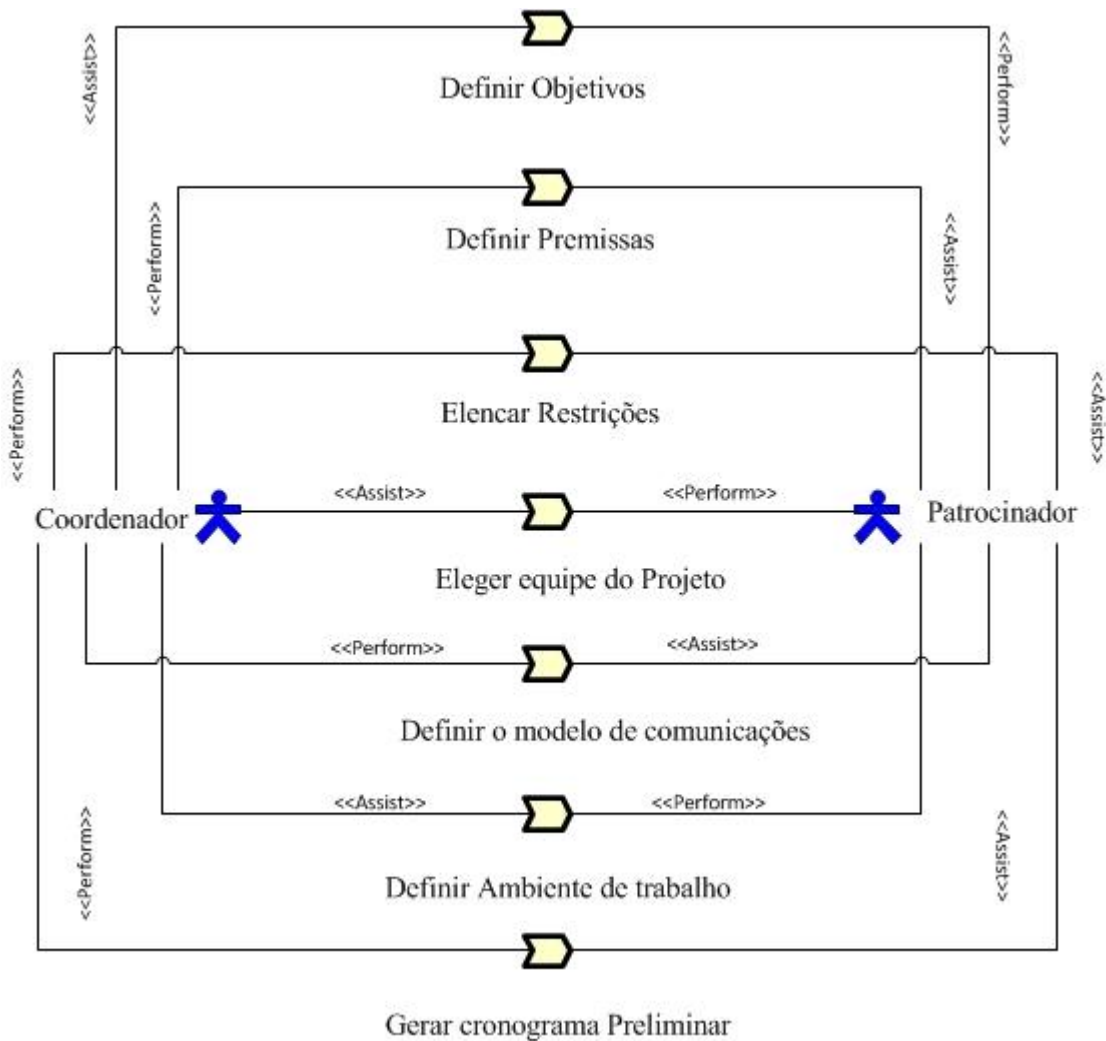 <<Assist>>
<<Perform>>
Definir Objetivos
<<Perform>>
<<Assist>>
Definir Premissas
<<Perform>>
<<Assist>>
Elencar Restrições
<<Assist>>
<<Perform>>
Coordenador
Patrocinador
Eleger equipe do Projeto
<<Perform>>
<<Assist>>
Definir o modelo de comunicações
<<Assist>>
<<Perform>>
<<Perform>>
<<Assist>>
Definir Ambiente de trabalho
Gerar cronograma Preliminar